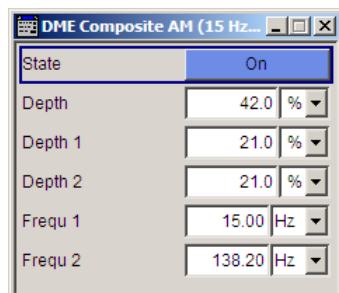 DME Composite AM (15 Hz...
State On
Depth 42.0 %
Depth 1 21.0 %
Depth 2 21.0 %
Frequ 1 15.00 Hz
Frequ 2 138.20 Hz